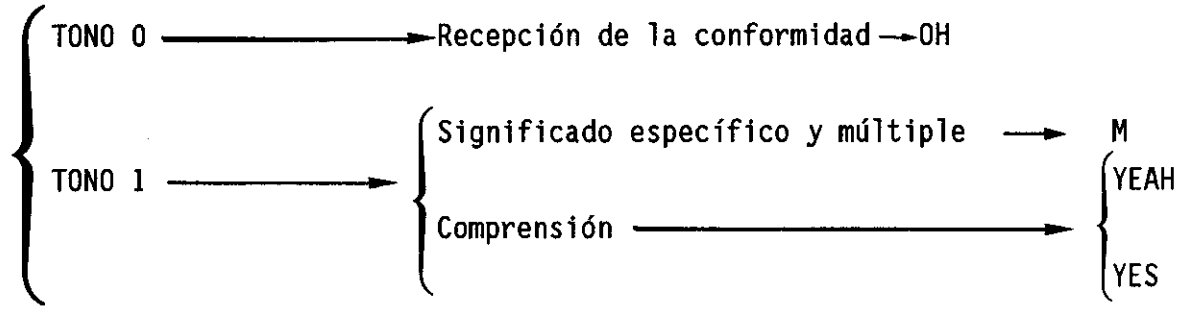 TONO 0 Recepción de la conformidad OH
Significado específico y múltiple M
TONO 1 YEAH
Comprensión
YES